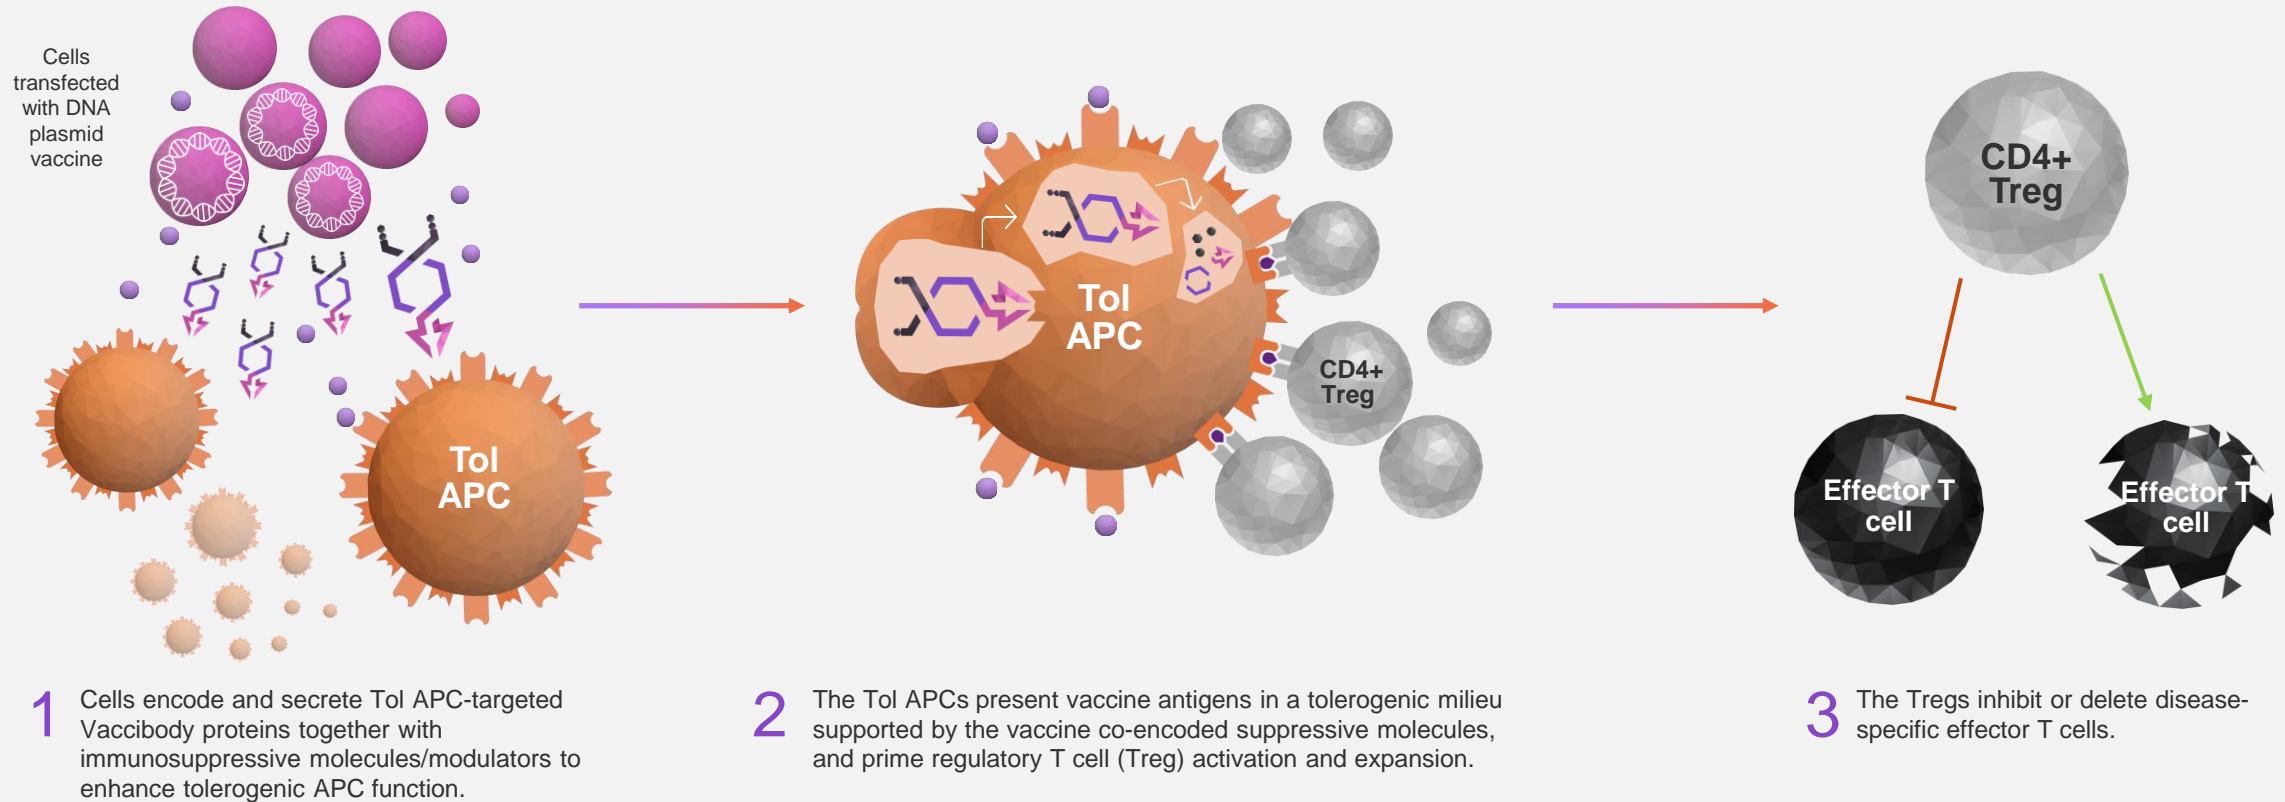 Cells
transfected
with DNA
plasmid
vaccine
Tol
APC
1
Cells encode and secrete Tol APC-targeted
Vaccibody proteins together with
immunosuppressive molecules/modulators to
enhance tolerogenic APC function.
Tol
APC
CD4+
Treg
2
The Tol APCs present vaccine antigens in a tolerogenic milieu
supported by the vaccine co-encoded suppressive molecules,
and prime regulatory T cell (Treg) activation and expansion.
CD4+
Treg
Effector T
cell
Effector T
cell
3
The Tregs inhibit or delete disease-
specific effector T cells.